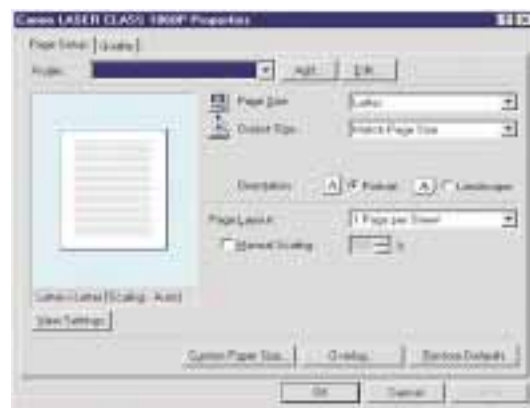 Canon LASER CLASS 1060P Properties
Page Setup Quality
Profile: Add... Edit...
Page Size: Letter
Output Size: Match Page Size
Orientation: A Portrait A Landscape
Page Layout: 1 Page per Sheet
Manual Scaling %
Letter->Letter [Scaling : Auto]
View Settings
Custom Paper Size... Overlay... Restore Defaults
OK Cancel